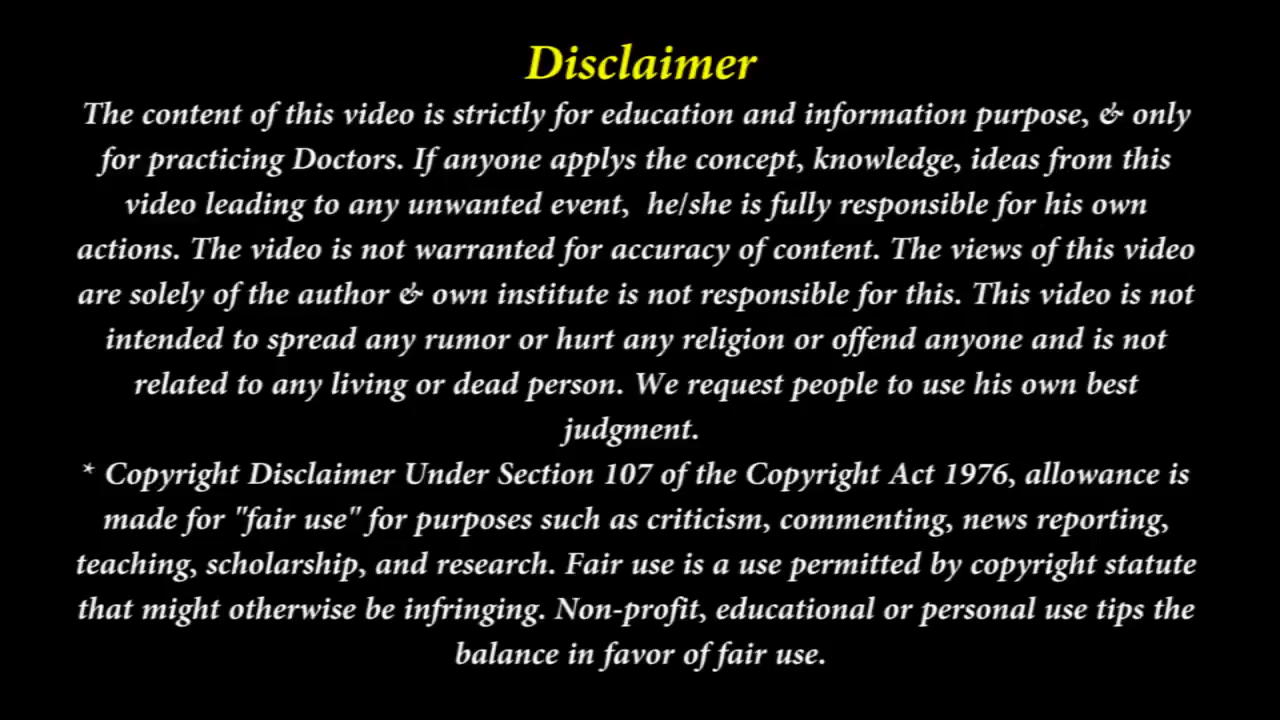 Disclaimer
The content of this video is strictly for education and information purpose, & only
for practicing Doctors. If anyone applys the concept, knowledge, ideas from this
video leading to any unwanted event,  he/she is fully responsible for his own
actions. The video is not warranted for accuracy of content. The views of this video
are solely of the author & own institute is not responsible for this. This video is not
intended to spread any rumor or hurt any religion or offend anyone and is not
related to any living or dead person. We request people to use his own best
judgment.
* Copyright Disclaimer Under Section 107 of the Copyright Act 1976, allowance is
made for "fair use" for purposes such as criticism, commenting, news reporting,
teaching, scholarship, and research. Fair use is a use permitted by copyright statute
that might otherwise be infringing. Non-profit, educational or personal use tips the
balance in favor of fair use.